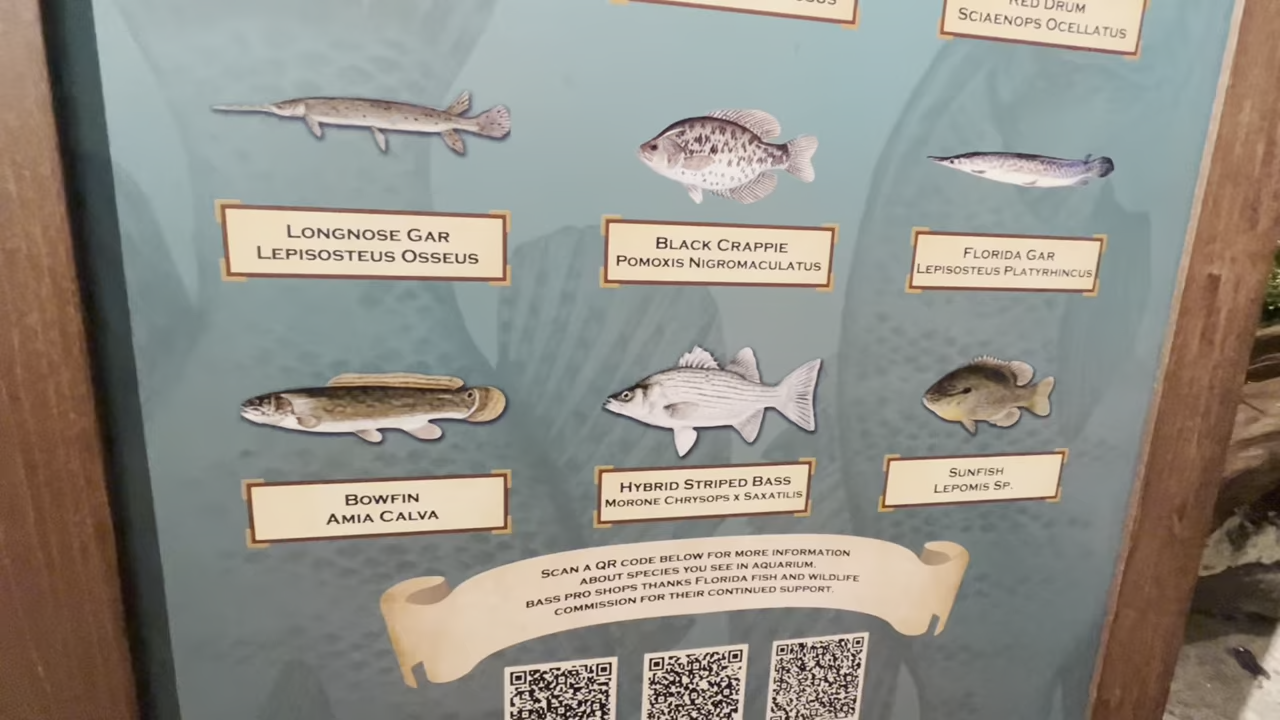 RED DRUM
SCIAENOPS OCELLATUS
LONGNOSE GAR
LEPISOSTEUS OSSEUS
BLACK CRAPPIE
POMOXIS NIGROMACULATUS
FLORIDA GAR
LEPISOSTEUS PLATYRHINCUS
BOWFIN
AMIA CALVA
HYBRID STRIPED BASS
MORONE CHRYSOPS X SAXATILIS
SUNFISH
LEPOMIS SP.
SCAN A QR CODE BELOW FOR MORE INFORMATION
ABOUT SPECIES YOU SEE IN AQUARIUM.
BASS PRO SHOPS THANKS FLORIDA FISH AND WILDLIFE
COMMISSION FOR THEIR CONTINUED SUPPORT.